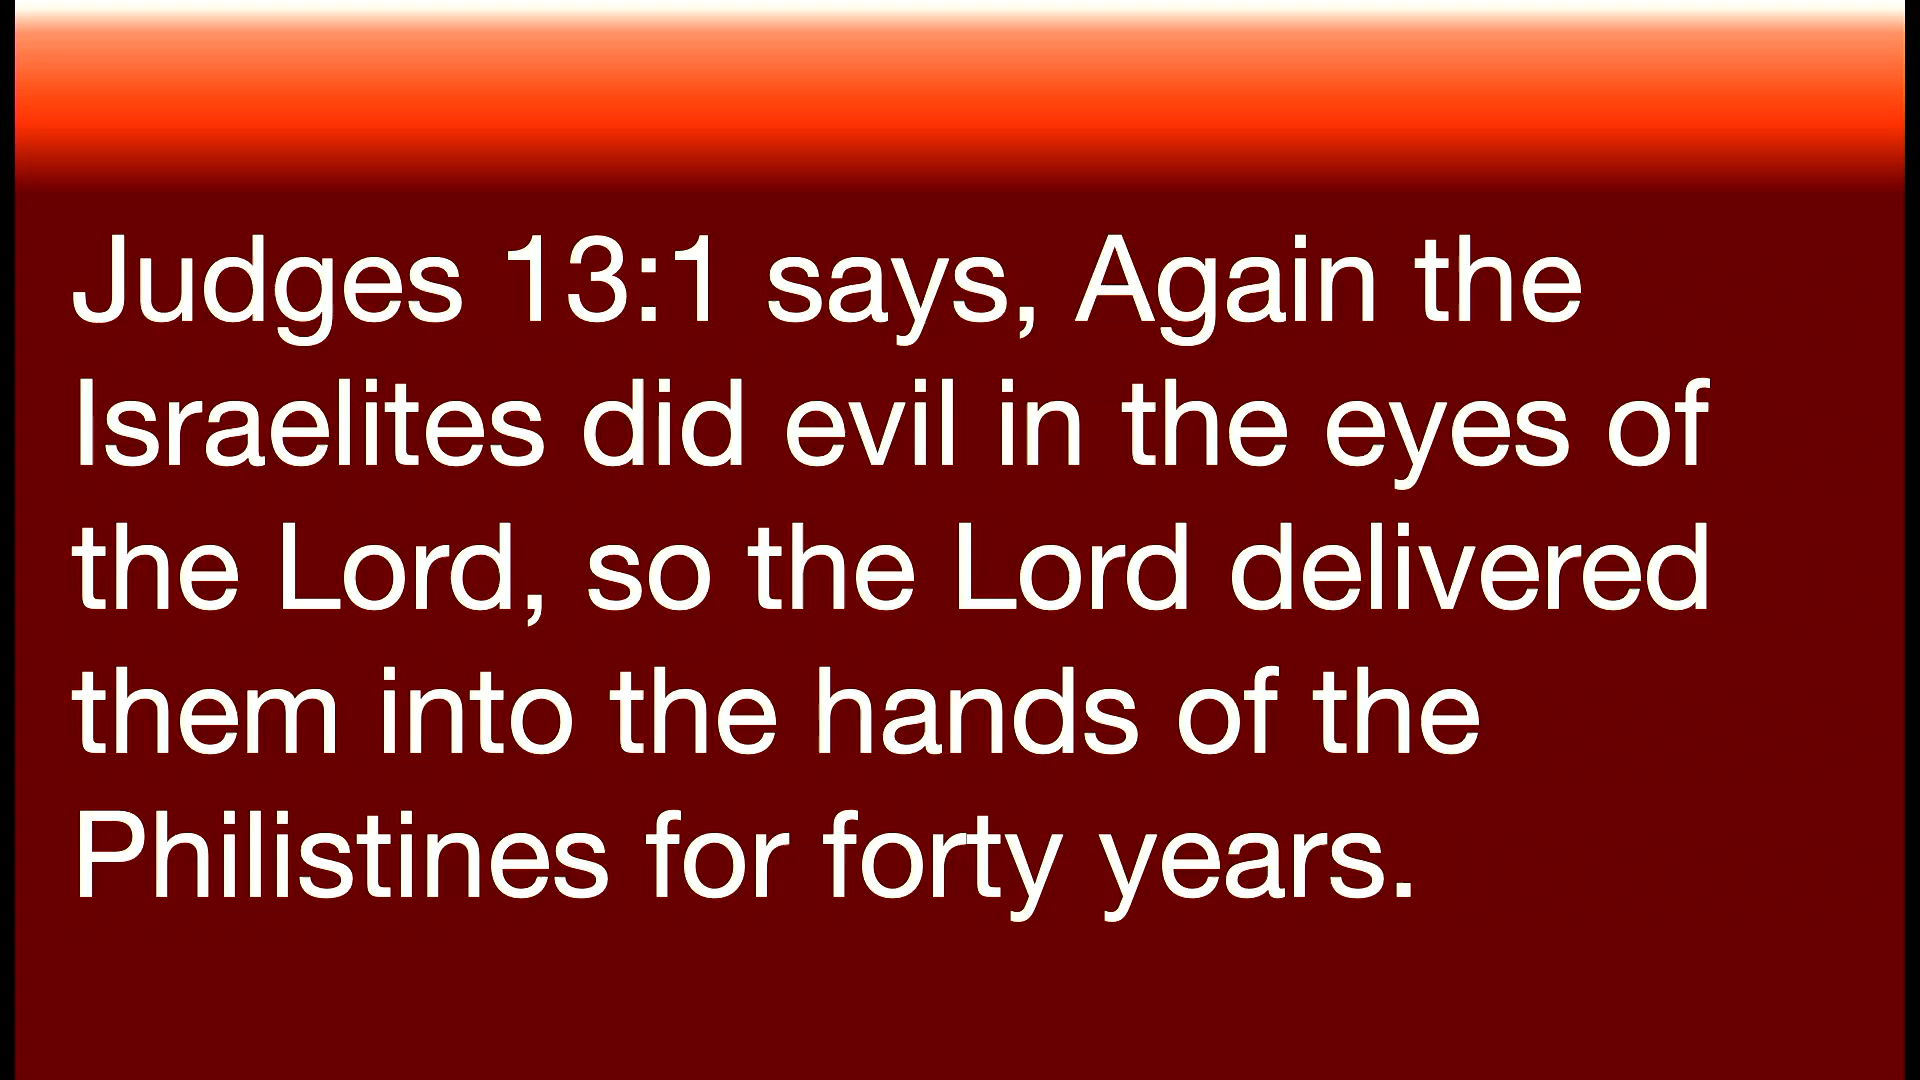 Judges 13:1 says, Again the
Israelites did evil in the eyes of
the Lord, so the Lord delivered
them into the hands of the
Philistines for forty years.